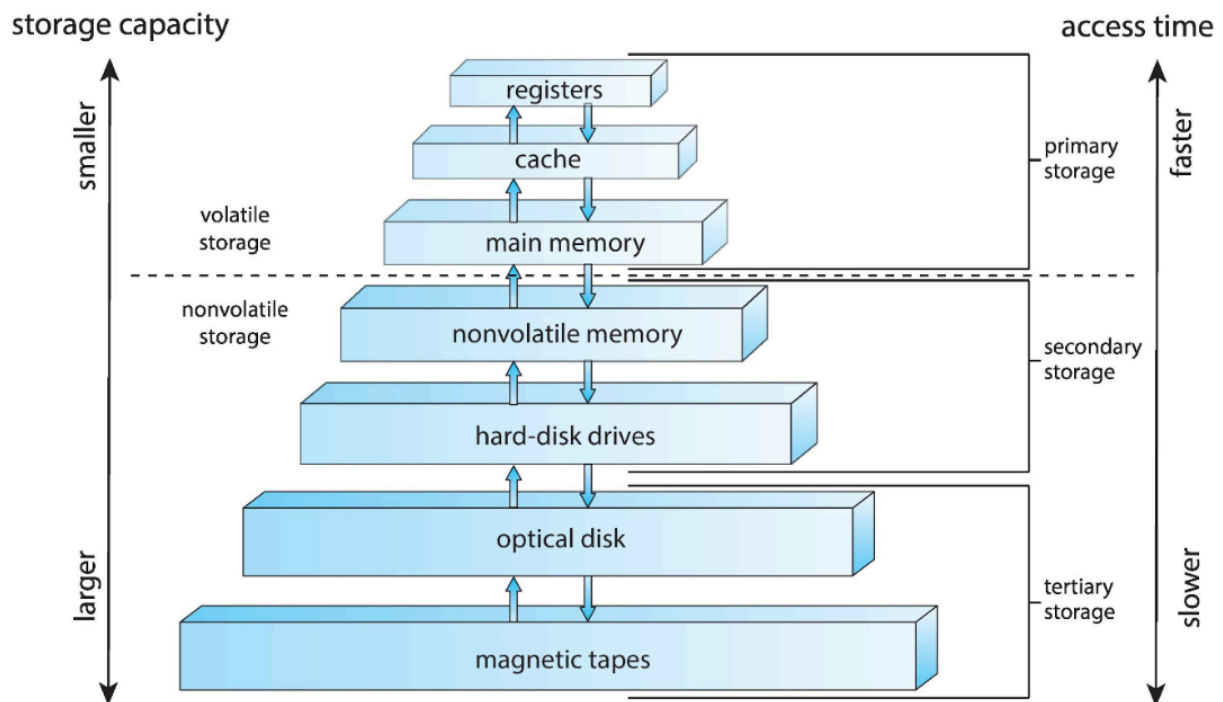 storage capacity
access time
smaller
registers
cache
primary
storage
faster
volatile
storage
main memory
nonvolatile
storage
nonvolatile memory
secondary
storage
hard-disk drives
optical disk
larger
tertiary
storage
slower
magnetic tapes